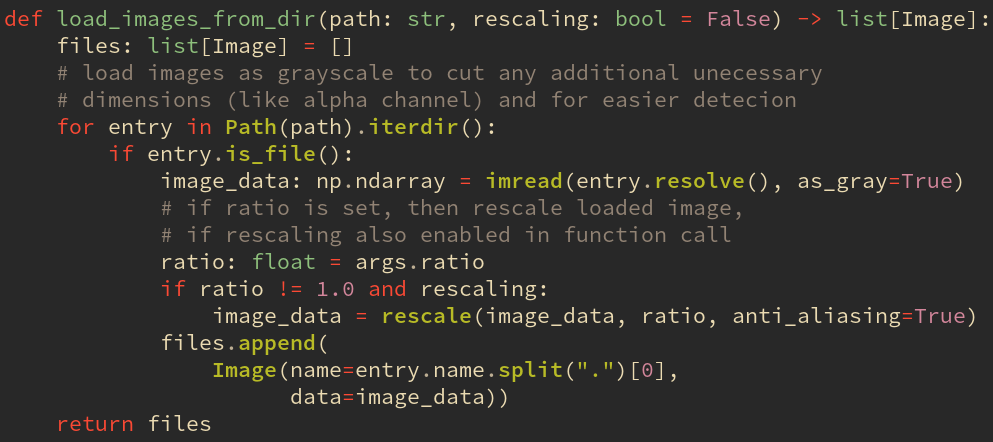 def load_images_from_dir(path: str, rescaling: bool = False) -> list[Image]:
    files: list[Image] = []
    # load images as grayscale to cut any additional unecessary
    # dimensions (like alpha channel) and for easier detecion
    for entry in Path(path).iterdir():
        if entry.is_file():
            image_data: np.ndarray = imread(entry.resolve(), as_gray=True)
            # if ratio is set, then rescale loaded image,
            # if rescaling also enabled in function call
            ratio: float = args.ratio
            if ratio != 1.0 and rescaling:
                image_data = rescale(image_data, ratio, anti_aliasing=True)
            files.append(
                Image(name=entry.name.split(".")[0],
                      data=image_data))
    return files